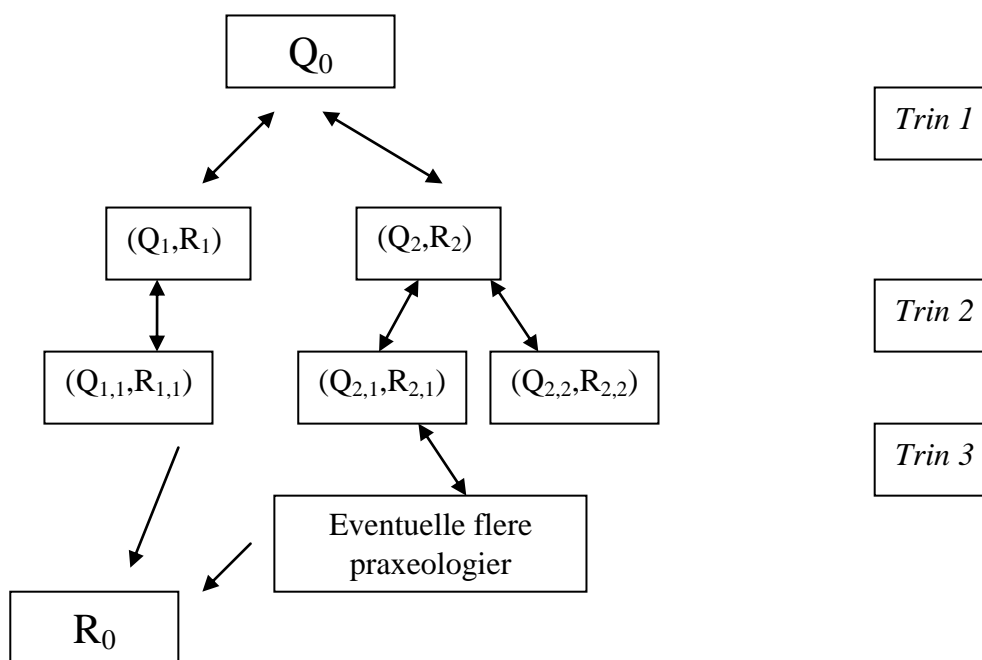 Q₀
Trin 1
(Q₁,R₁)
(Q₂,R₂)
Trin 2
(Q₁,₁,R₁,₁)
(Q₂,₁,R₂,₁)
(Q₂,₂,R₂,₂)
Trin 3
Eventuelle flere
praxeologier
R₀